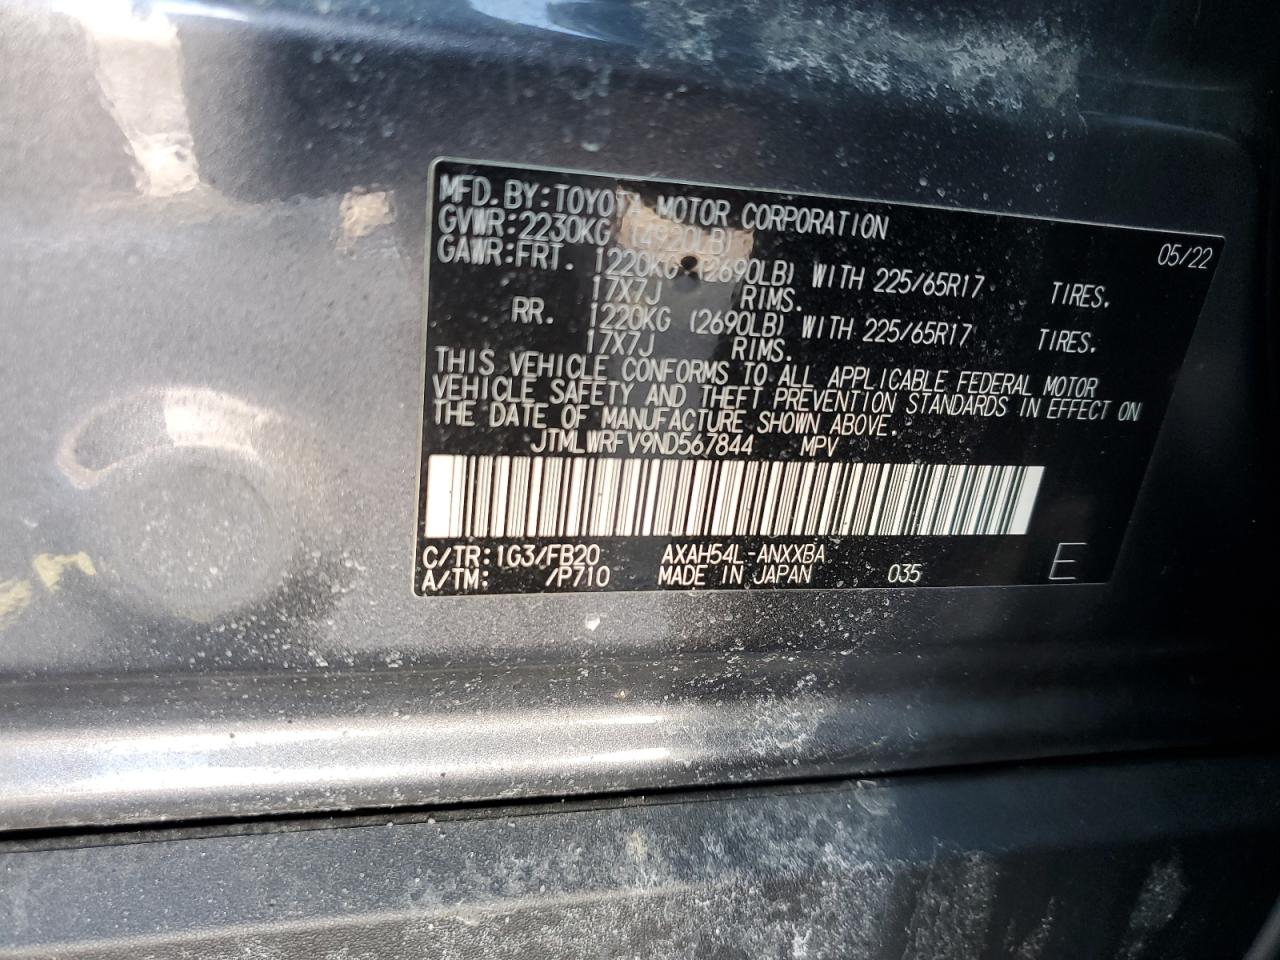 MFD. BY: TOYOTA MOTOR CORPORATION 05/22
GVWR: 2230KG (4920LB)
GAWR: FRT. 1220KG (2690LB) WITH 225/65R17 TIRES.
17X7J RIMS.
RR. 1220KG (2690LB) WITH 225/65R17 TIRES.
17X7J RIMS.
THIS VEHICLE CONFORMS TO ALL APPLICABLE FEDERAL MOTOR
VEHICLE SAFETY AND THEFT PREVENTION STANDARDS IN EFFECT ON
THE DATE OF MANUFACTURE SHOWN ABOVE.
JTMLWRFV9ND567844 MPV
C/TR: 1G3/FB20 AXAH54L-ANXXBA
A/TM: /P710 MADE IN JAPAN 035 E